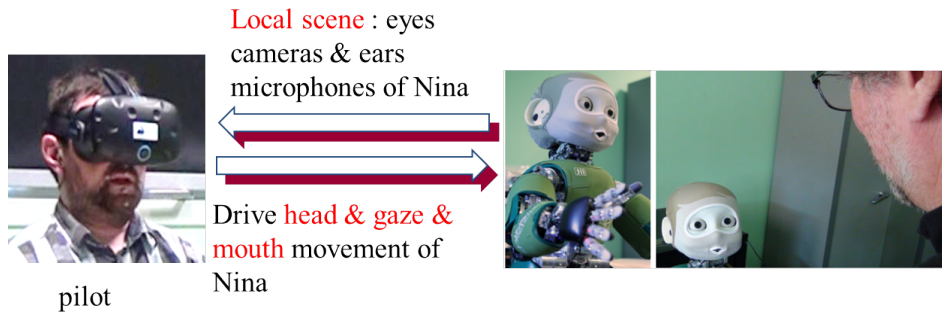 Local scene : eyes
cameras & ears
microphones of Nina
Drive head & gaze &
mouth movement of
Nina
pilot